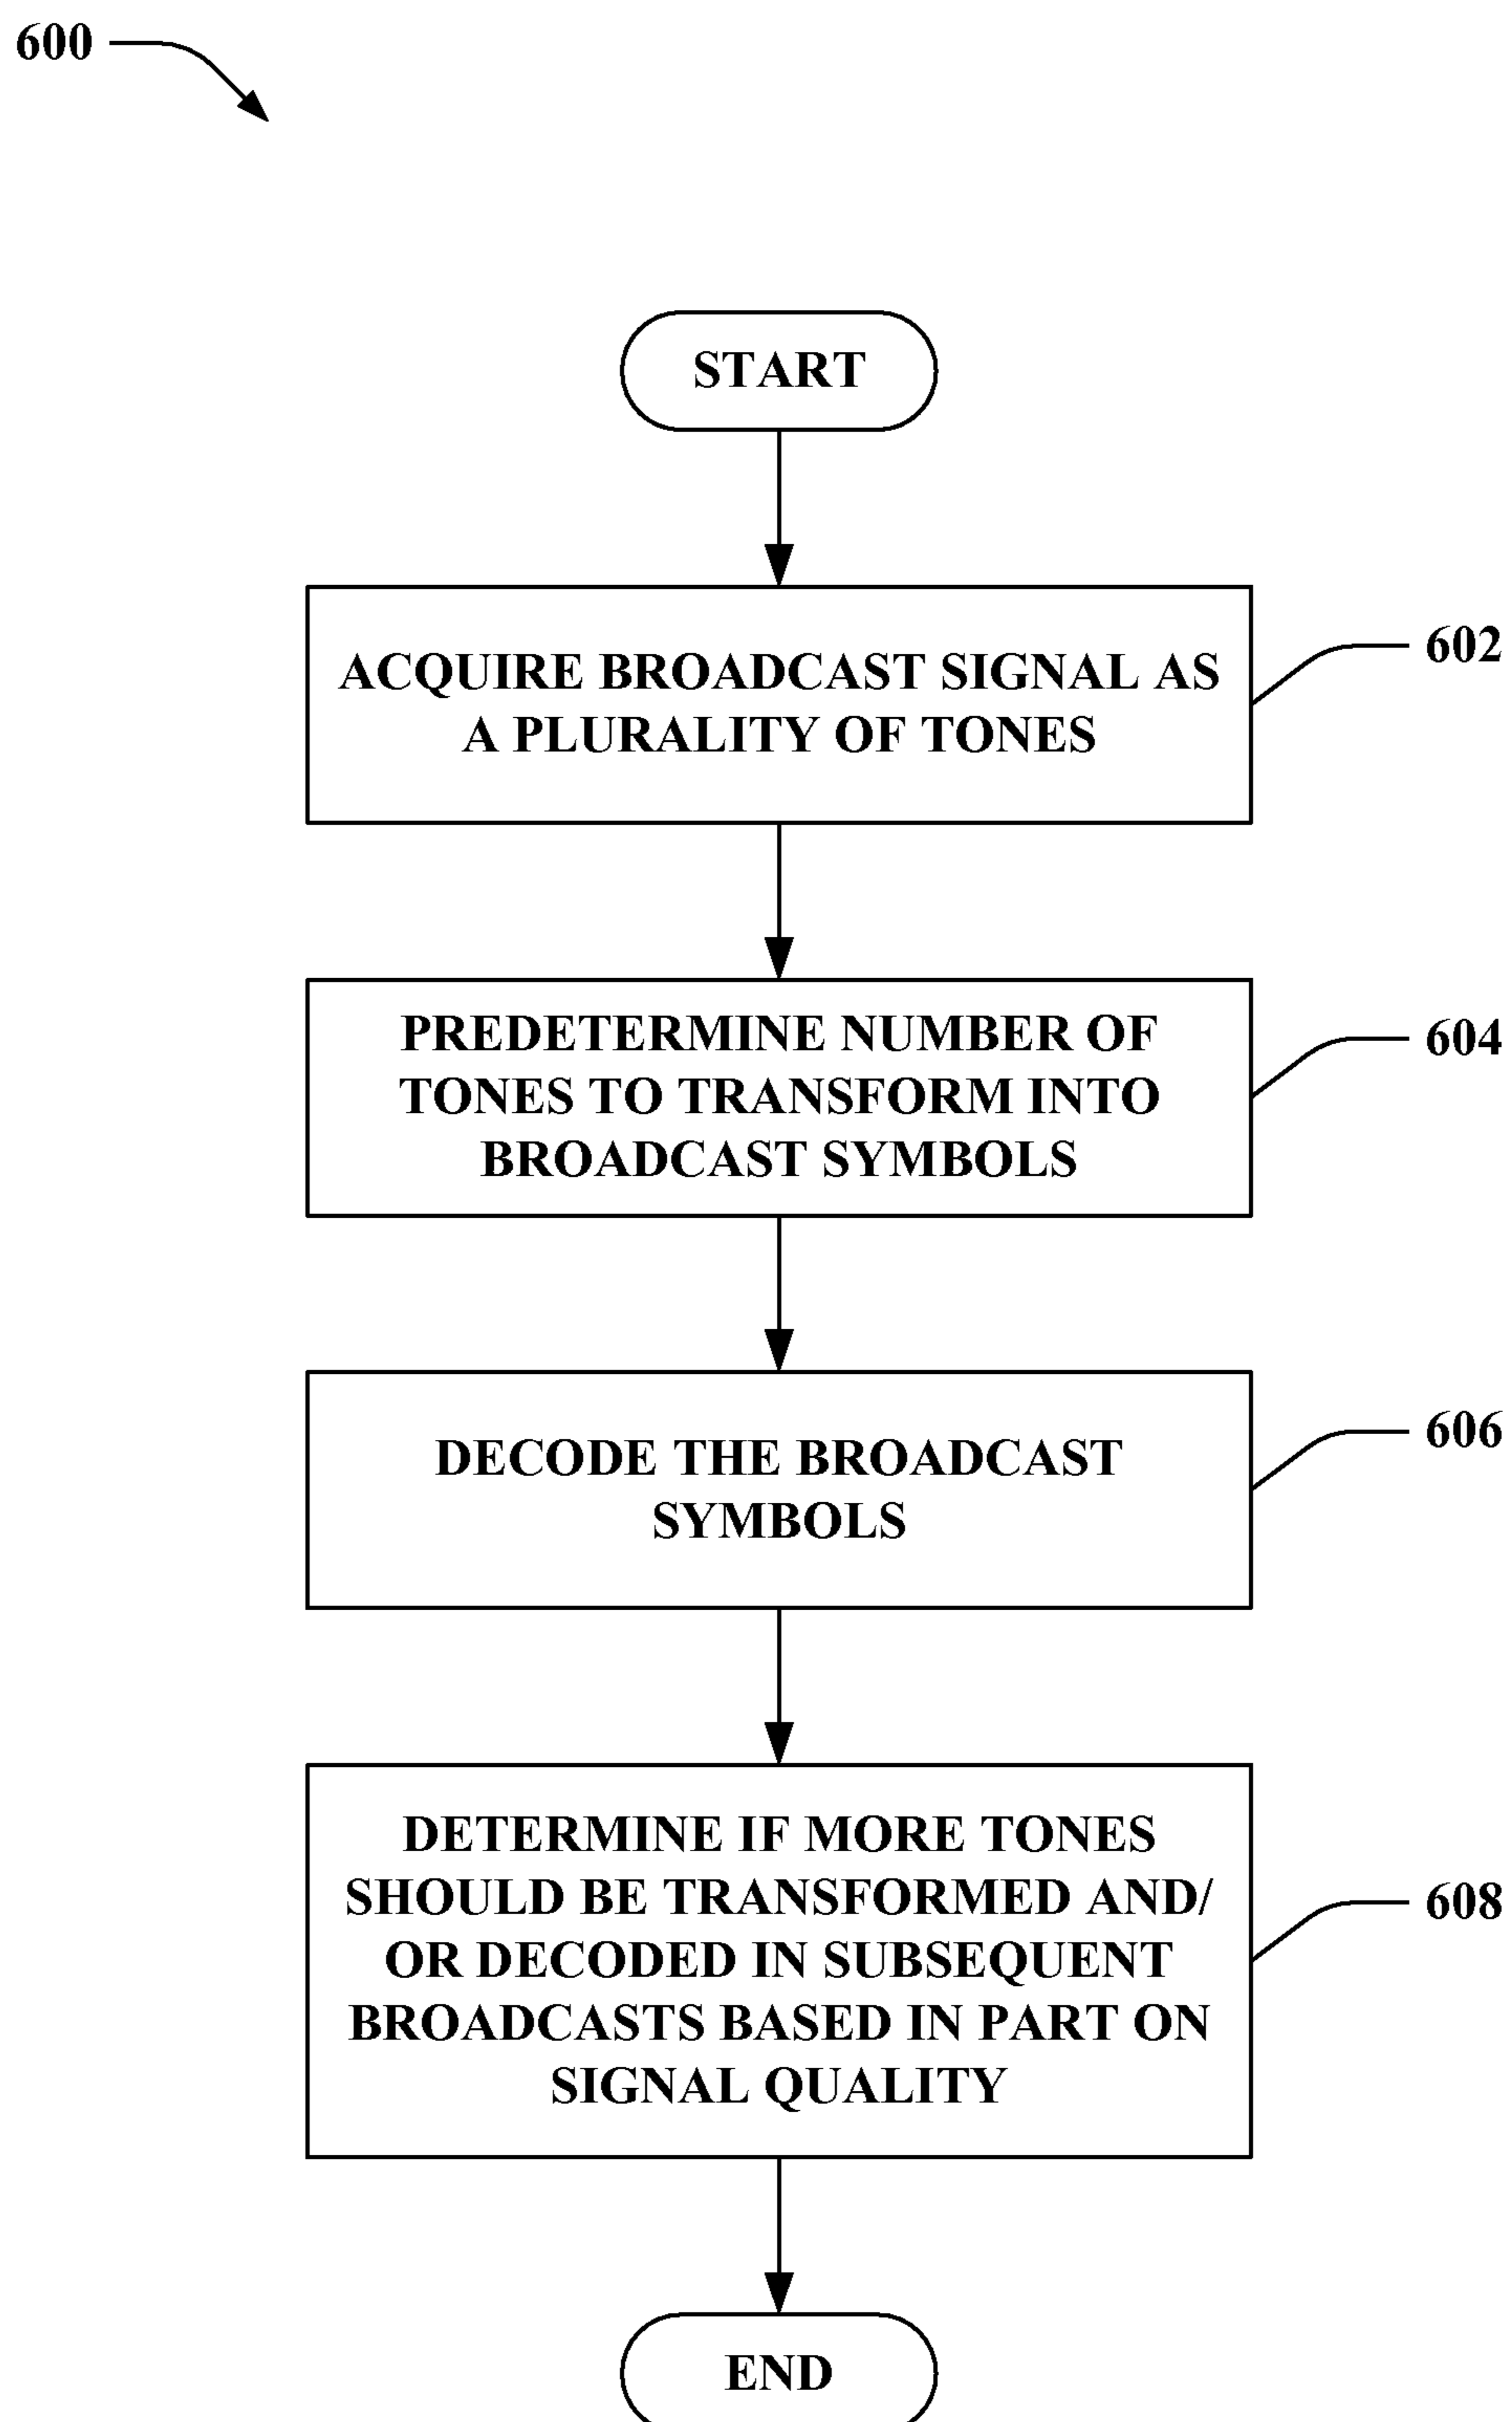 600
START
ACQUIRE BROADCAST SIGNAL AS
A PLURALITY OF TONES
602
PREDETERMINE NUMBER OF
TONES TO TRANSFORM INTO
BROADCAST SYMBOLS
604
DECODE THE BROADCAST
SYMBOLS
606
DETERMINE IF MORE TONES
SHOULD BE TRANSFORMED AND/
OR DECODED IN SUBSEQUENT
BROADCASTS BASED IN PART ON
SIGNAL QUALITY
608
END